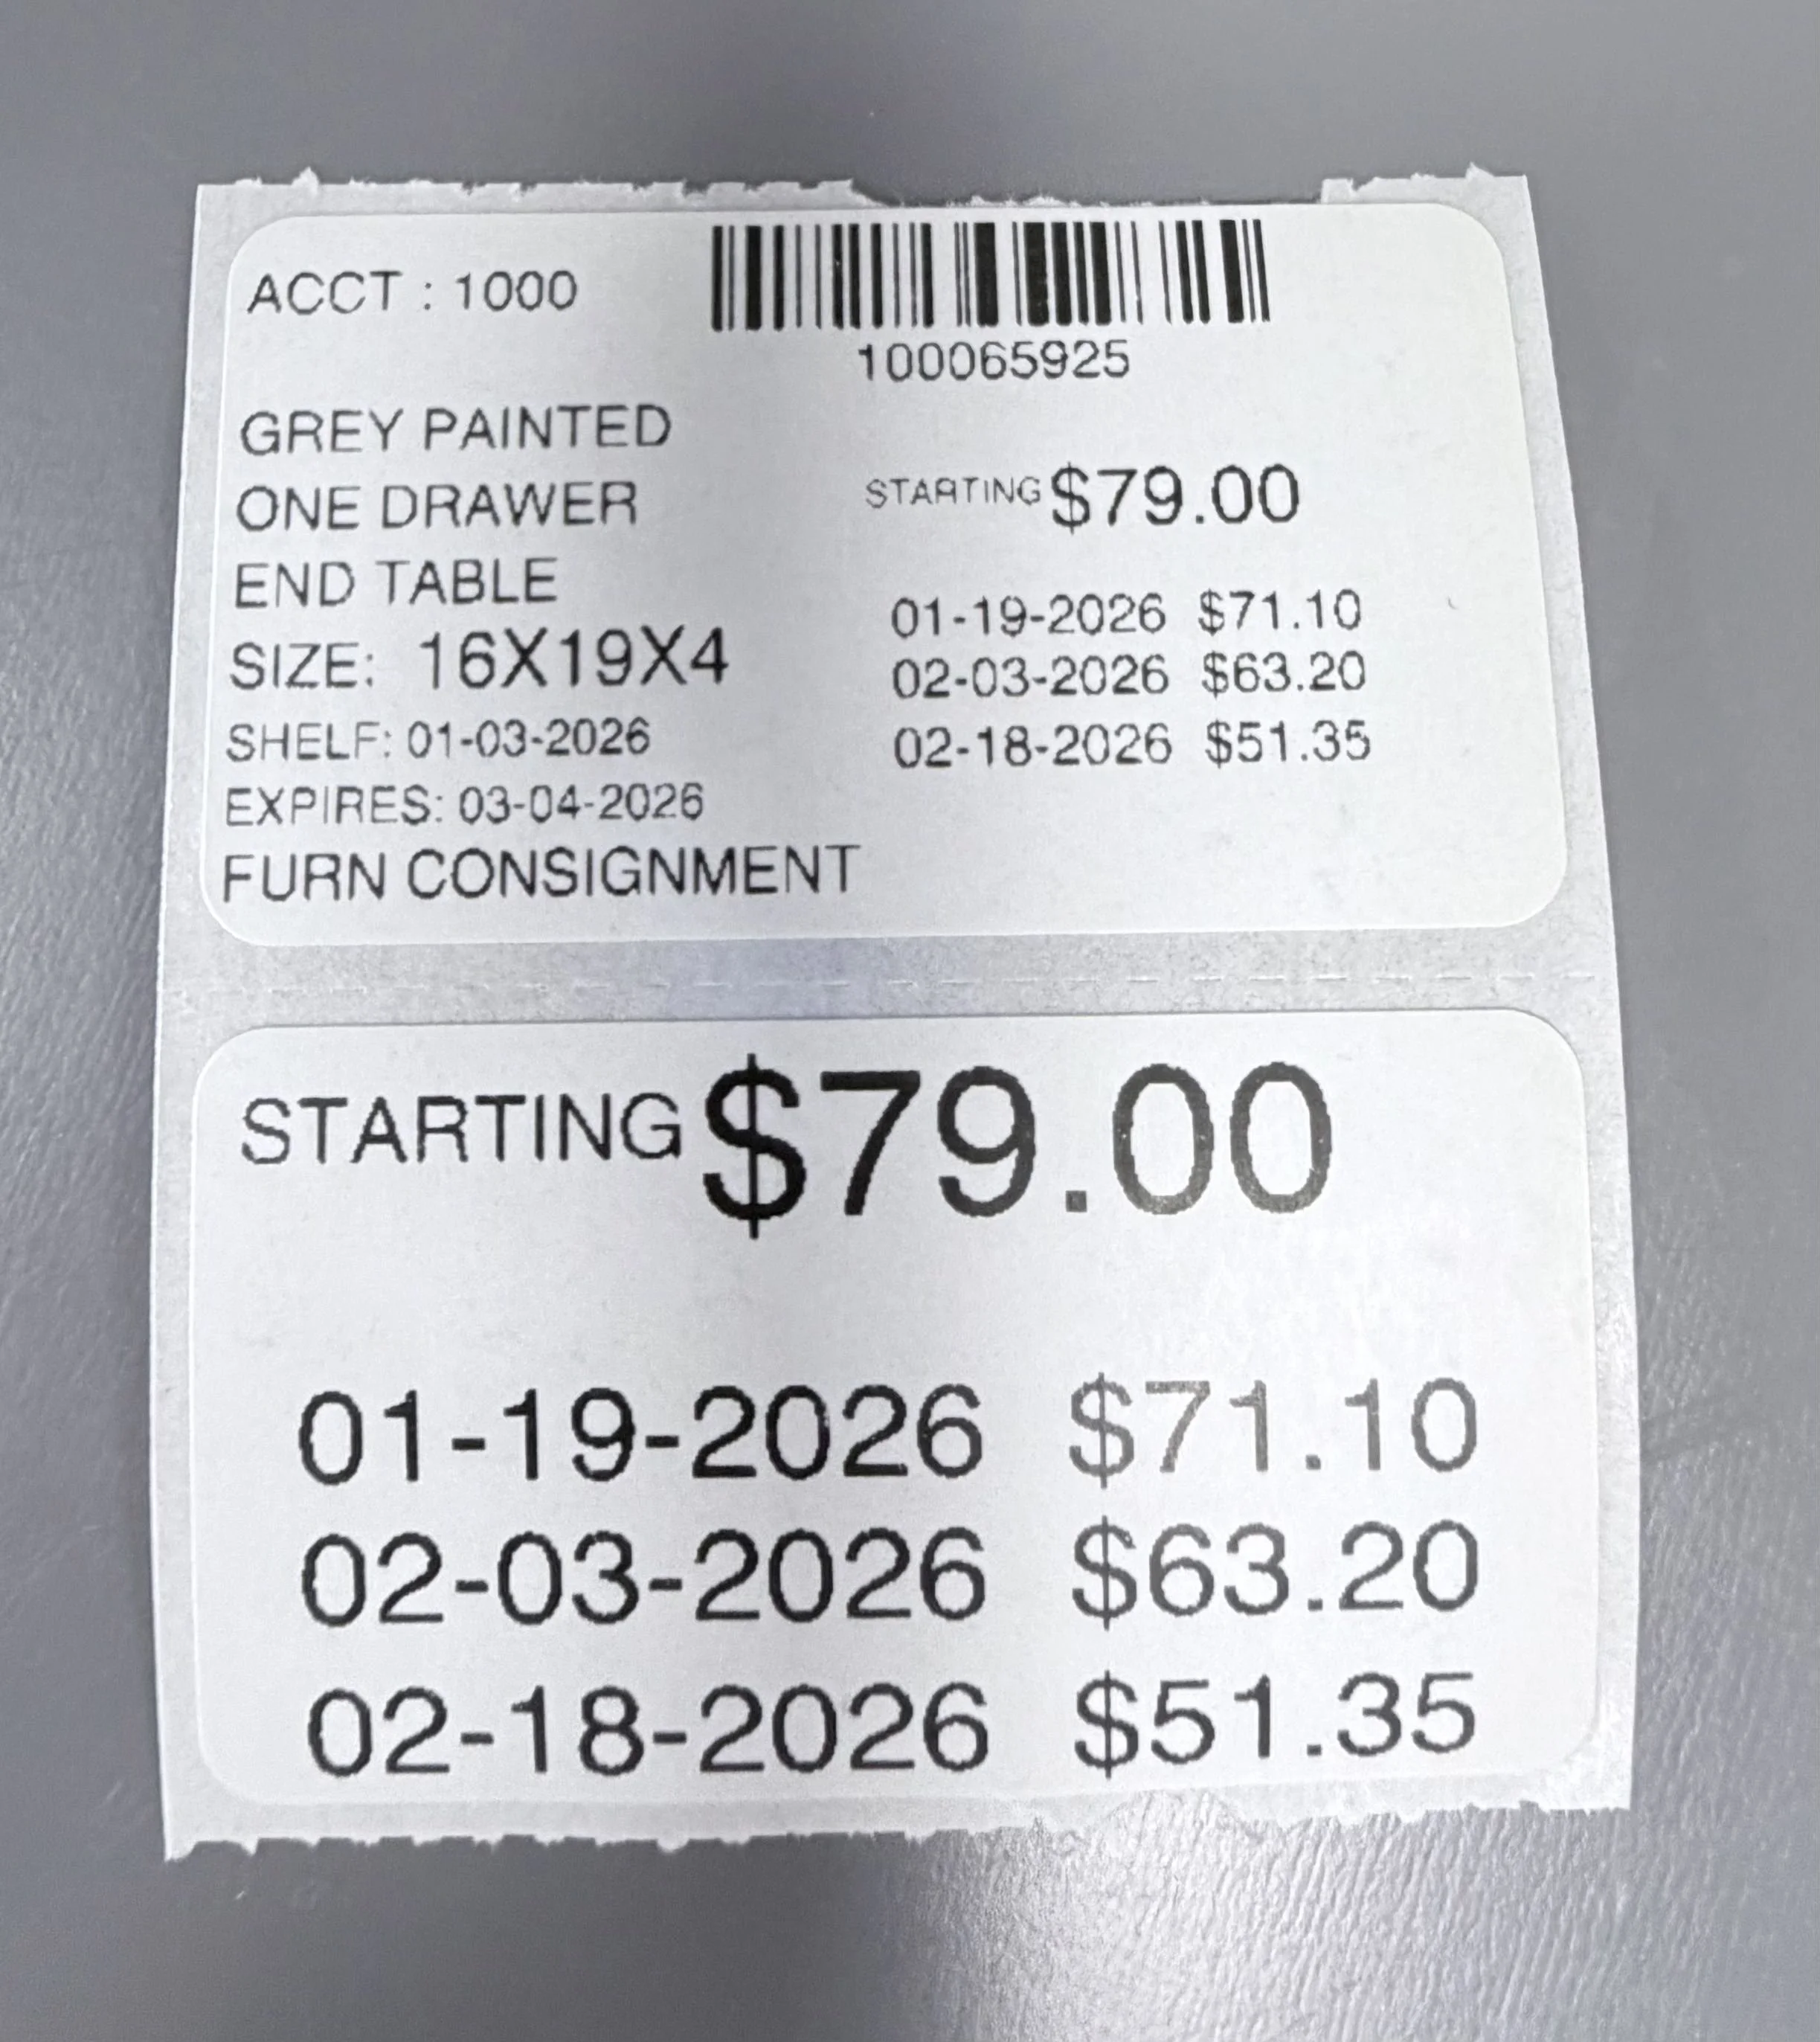 ACCT : 1000
100065925
GREY PAINTED
ONE DRAWER
END TABLE
SIZE: 16X19X4
SHELF: 01-03-2026
EXPIRES: 03-04-2026
FURN CONSIGNMENT
STARTING $79.00
01-19-2026 $71.10
02-03-2026 $63.20
02-18-2026 $51.35
STARTING $79.00
01-19-2026 $71.10
02-03-2026 $63.20
02-18-2026 $51.35